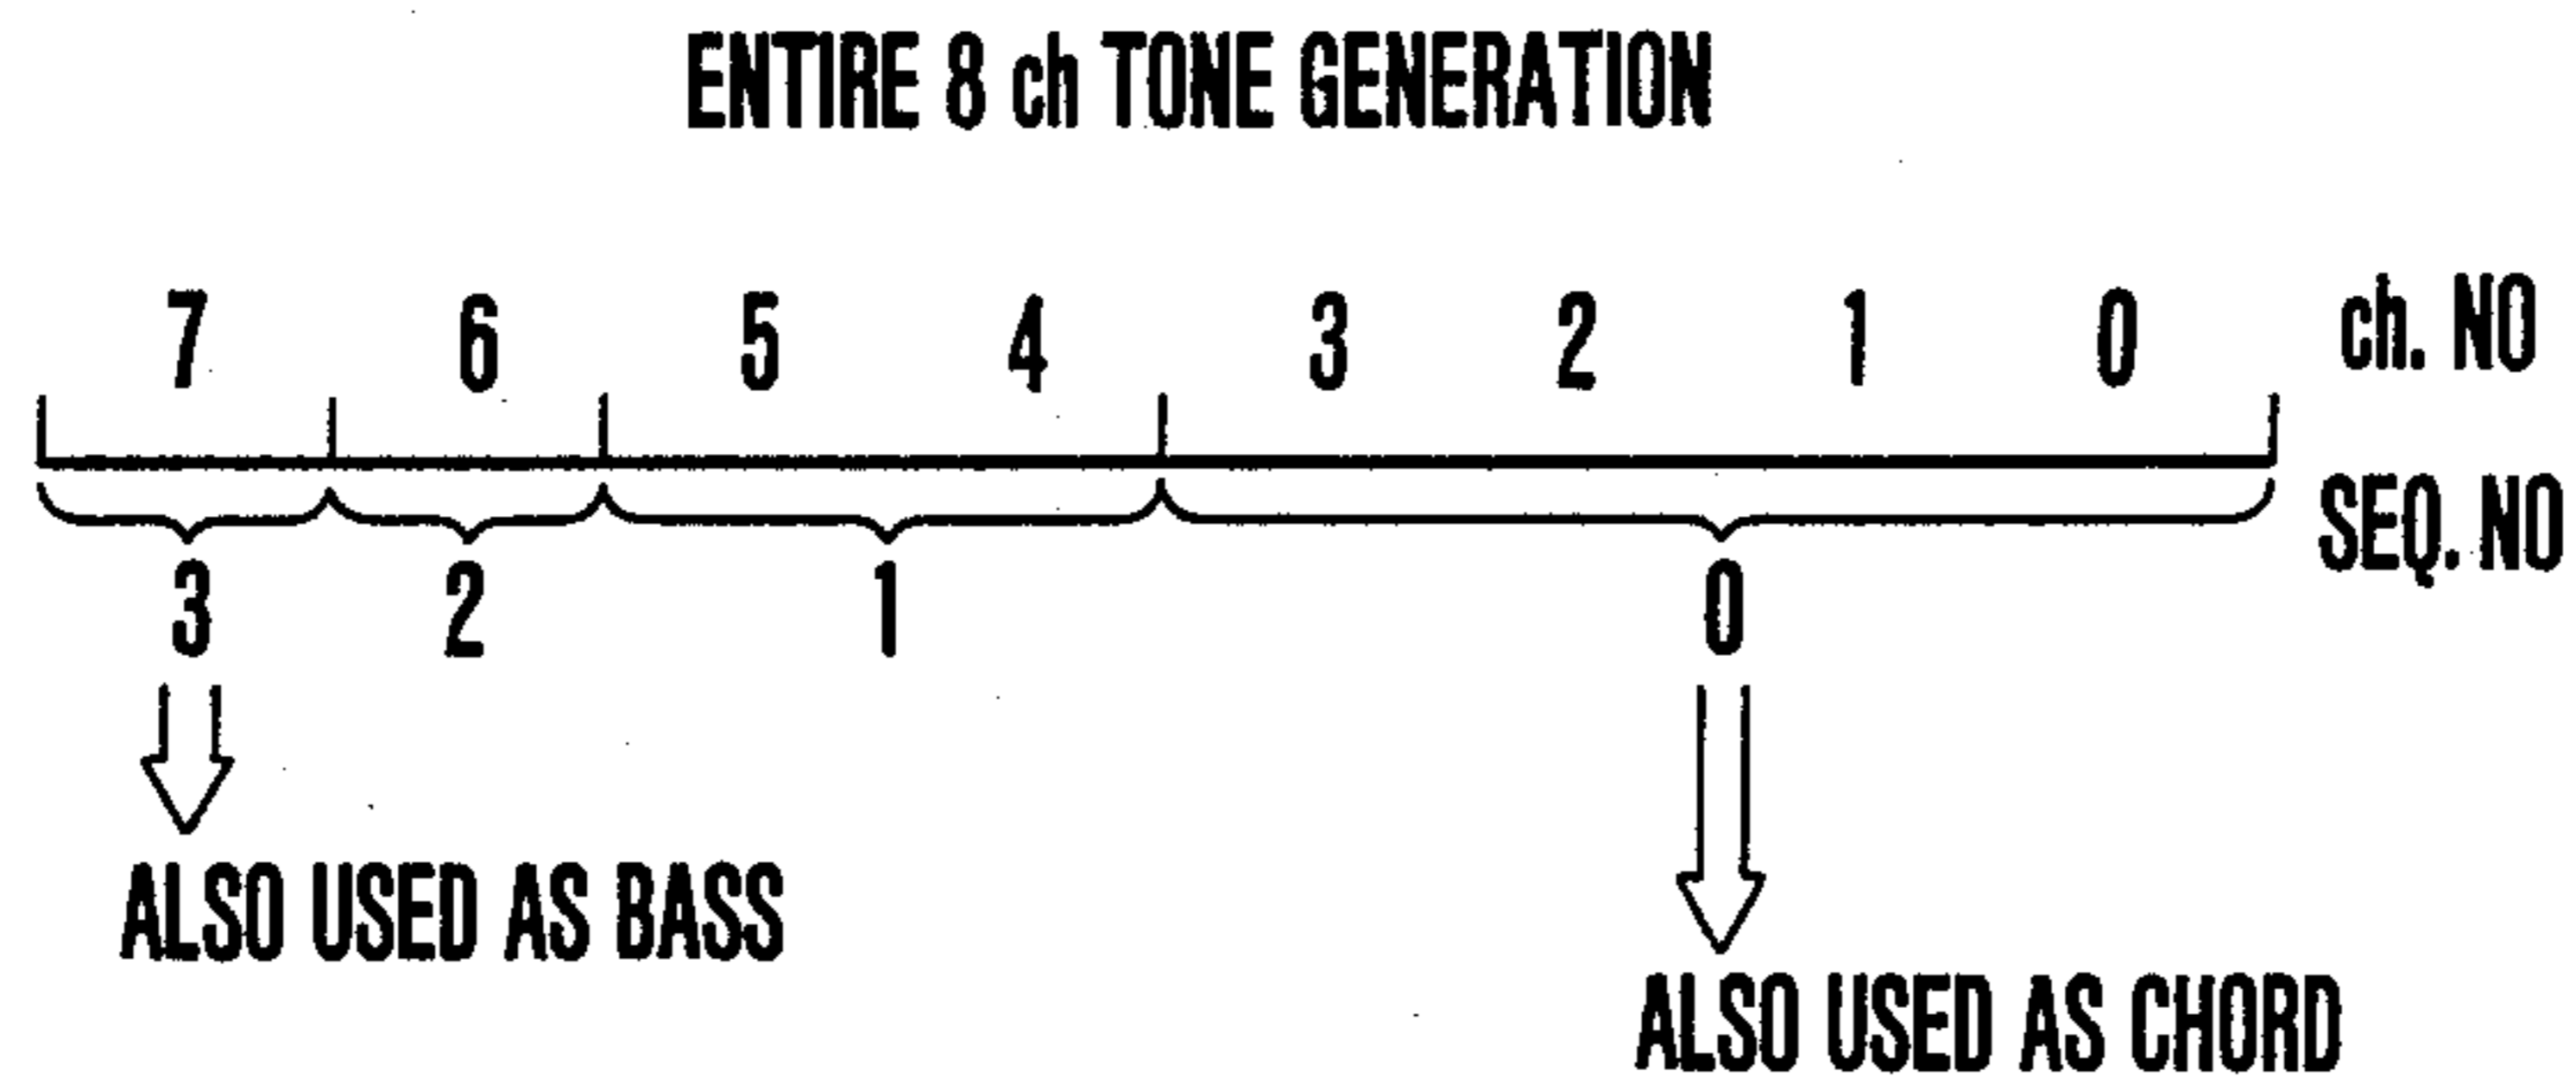 ENTIRE 8 ch TONE GENERATION
7 6 5 4 3 2 1 0 ch. NO
SEQ. NO
3 2 1 0
ALSO USED AS BASS
ALSO USED AS CHORD